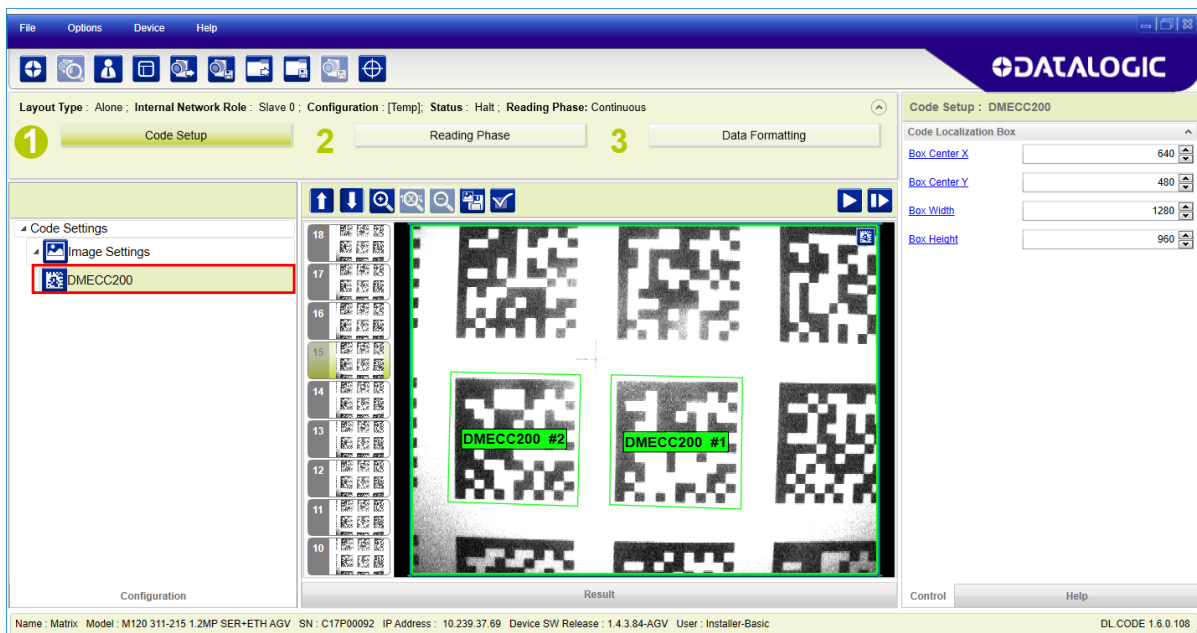 File Options Device Help
DATALOGIC
Layout Type : Alone ; Internal Network Role : Slave 0 ; Configuration : [Temp]; Status : Halt ; Reading Phase: Continuous
1 Code Setup 2 Reading Phase 3 Data Formatting
Code Setup : DMECC200
Code Localization Box
Box Center X 640
Box Center Y 480
Box Width 1280
Box Height 960
Code Settings
Image Settings
DMECC200
100%
18
17
16
15
14
13
12
11
10
DMECC200 #2
DMECC200 #1
Configuration
Result
Control Help
Name : Matrix Model : M120 311-215 1.2MP SER+ETH AGV SN : C17P00092 IP Address : 10.239.37.69 Device SW Release : 1.4.3.84-AGV User : Installer-Basic DL.CODE 1.6.0.108